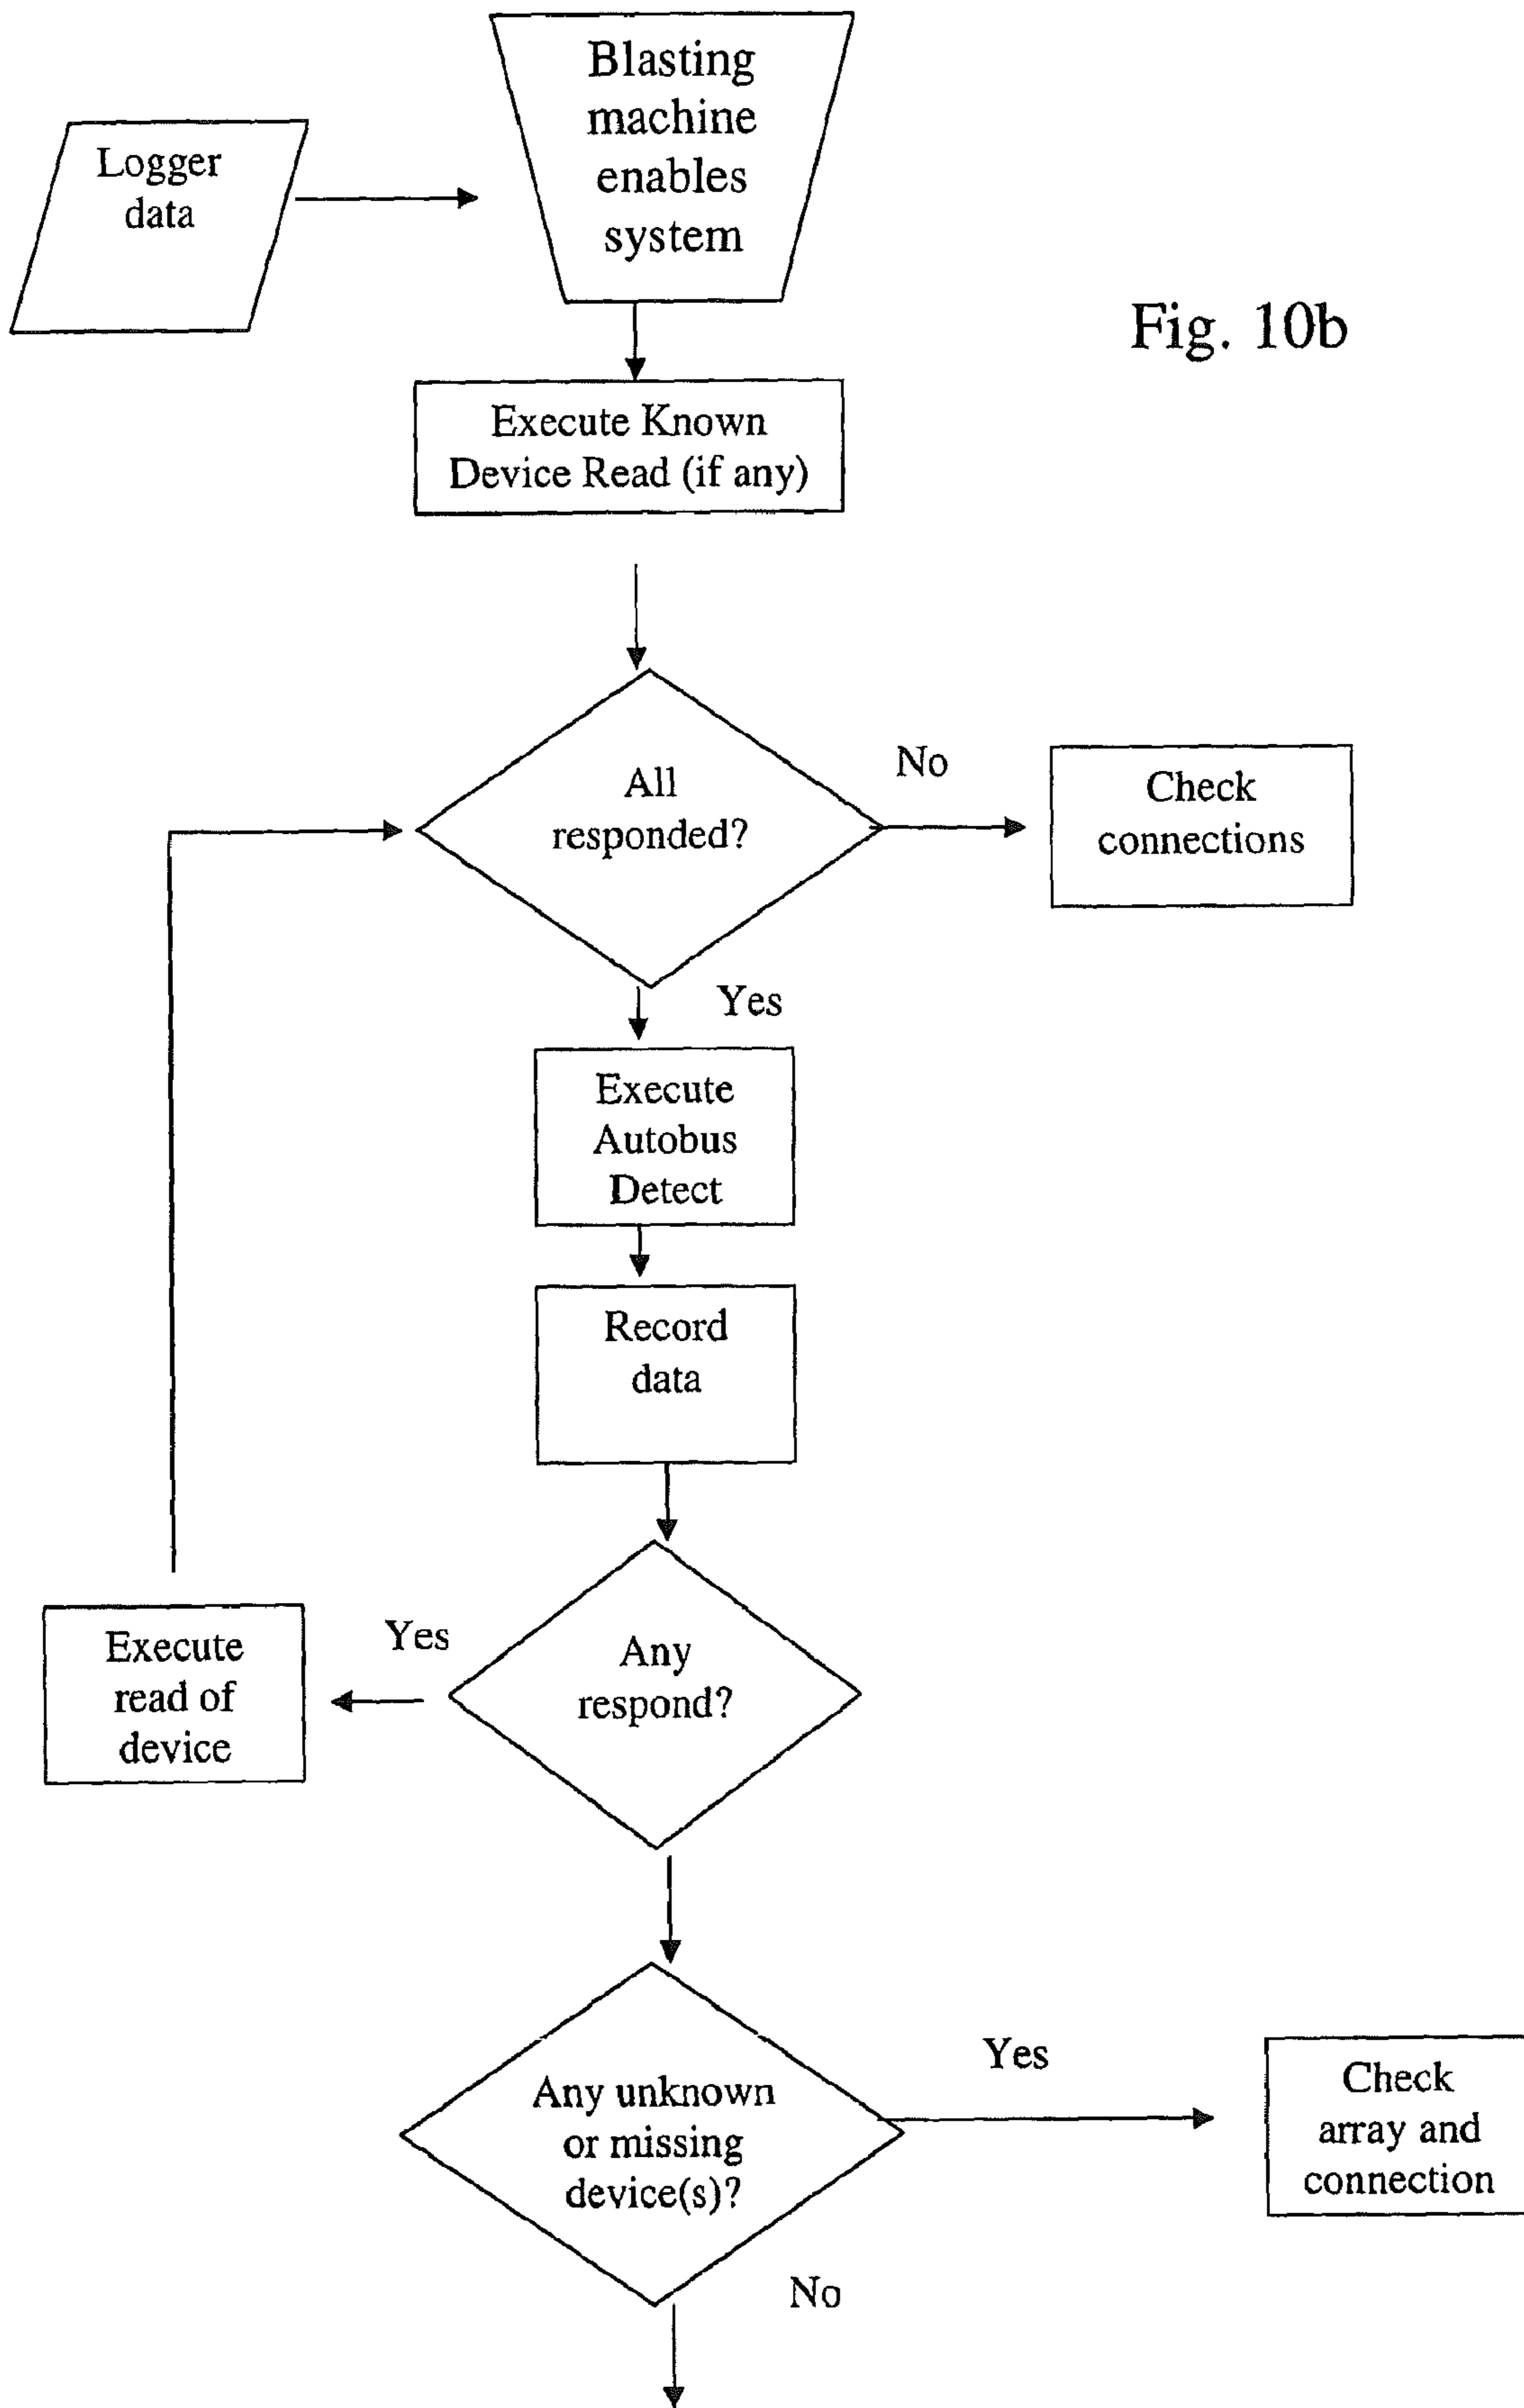 Blasting
machine
enables
system
Logger
data
Fig. 10b
Execute Known
Device Read (if any)
All
responded?
No
Check
connections
Yes
Execute
Autobus
Detect
Record
data
Any
respond?
Yes
Execute
read of
device
Any unknown
or missing
device(s)?
Yes
Check
array and
connection
No